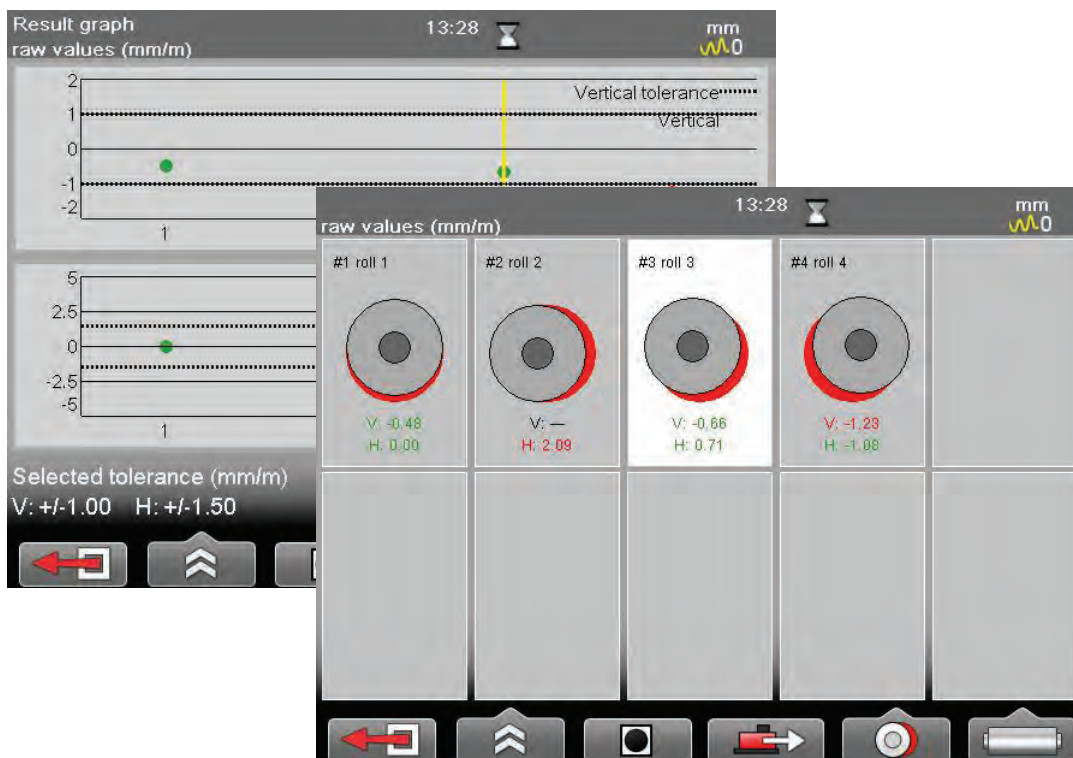 Result graph
raw values (mm/m)
13:28
mm
0
2
1
0
-1
-2
Vertical tolerance
Vertical
1
5
2.5
0
-2.5
-5
1
Selected tolerance (mm/m)
V: +/-1.00 H: +/-1.50
raw values (mm/m)
13:28
mm
0
#1 roll 1
V: -0.48
H: 0.00
#2 roll 2
V: —
H: 2.09
#3 roll 3
V: -0.66
H: 0.71
#4 roll 4
V: -1.23
H: -1.08